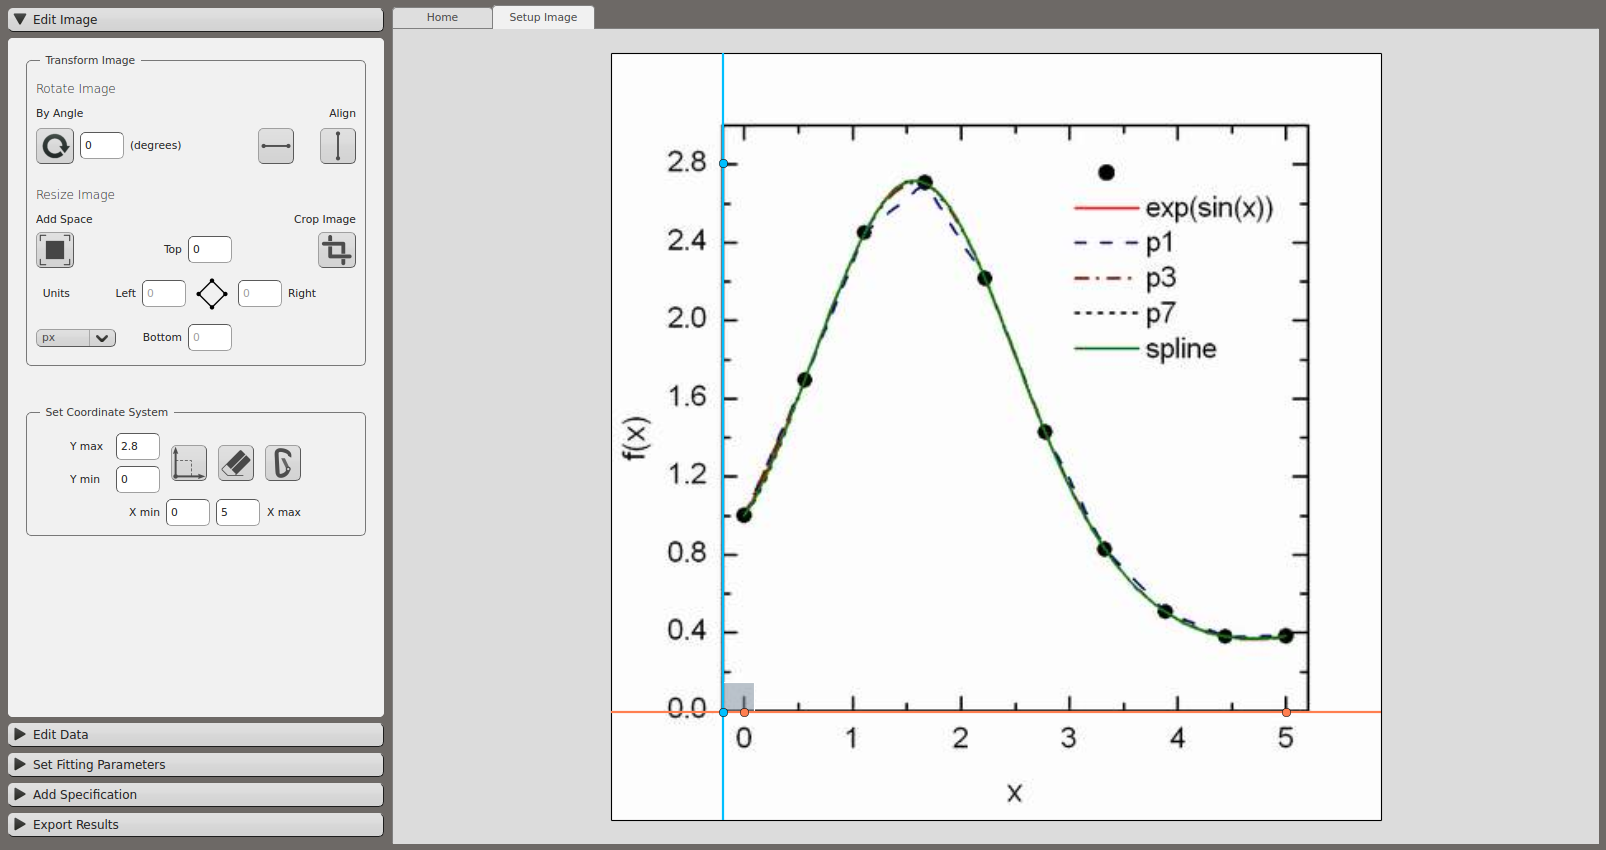 Edit Image
Transform Image
Rotate Image
By Angle
Align
0
(degrees)
Resize Image
Add Space
Crop Image
Top
0
Units
Left
0
0
Right
px
Bottom
0
Set Coordinate System
Y max
2.8
Y min
0
X min
0
5
X max
Edit Data
Set Fitting Parameters
Add Specification
Export Results
Home
Setup Image
2.8
2.4
2.0
1.6
1.2
0.8
0.4
0.0
f(x)
exp(sin(x))
p1
p3
p7
spline
0
1
2
3
4
5
x